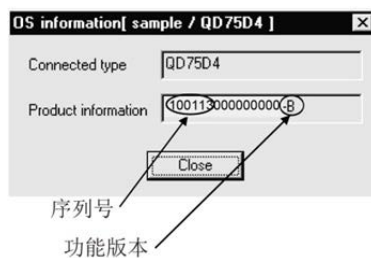 OS information[ sample / QD75D4 ]
Connected type
QD75D4
Product information
100113000000000-B
Close
序列号
功能版本